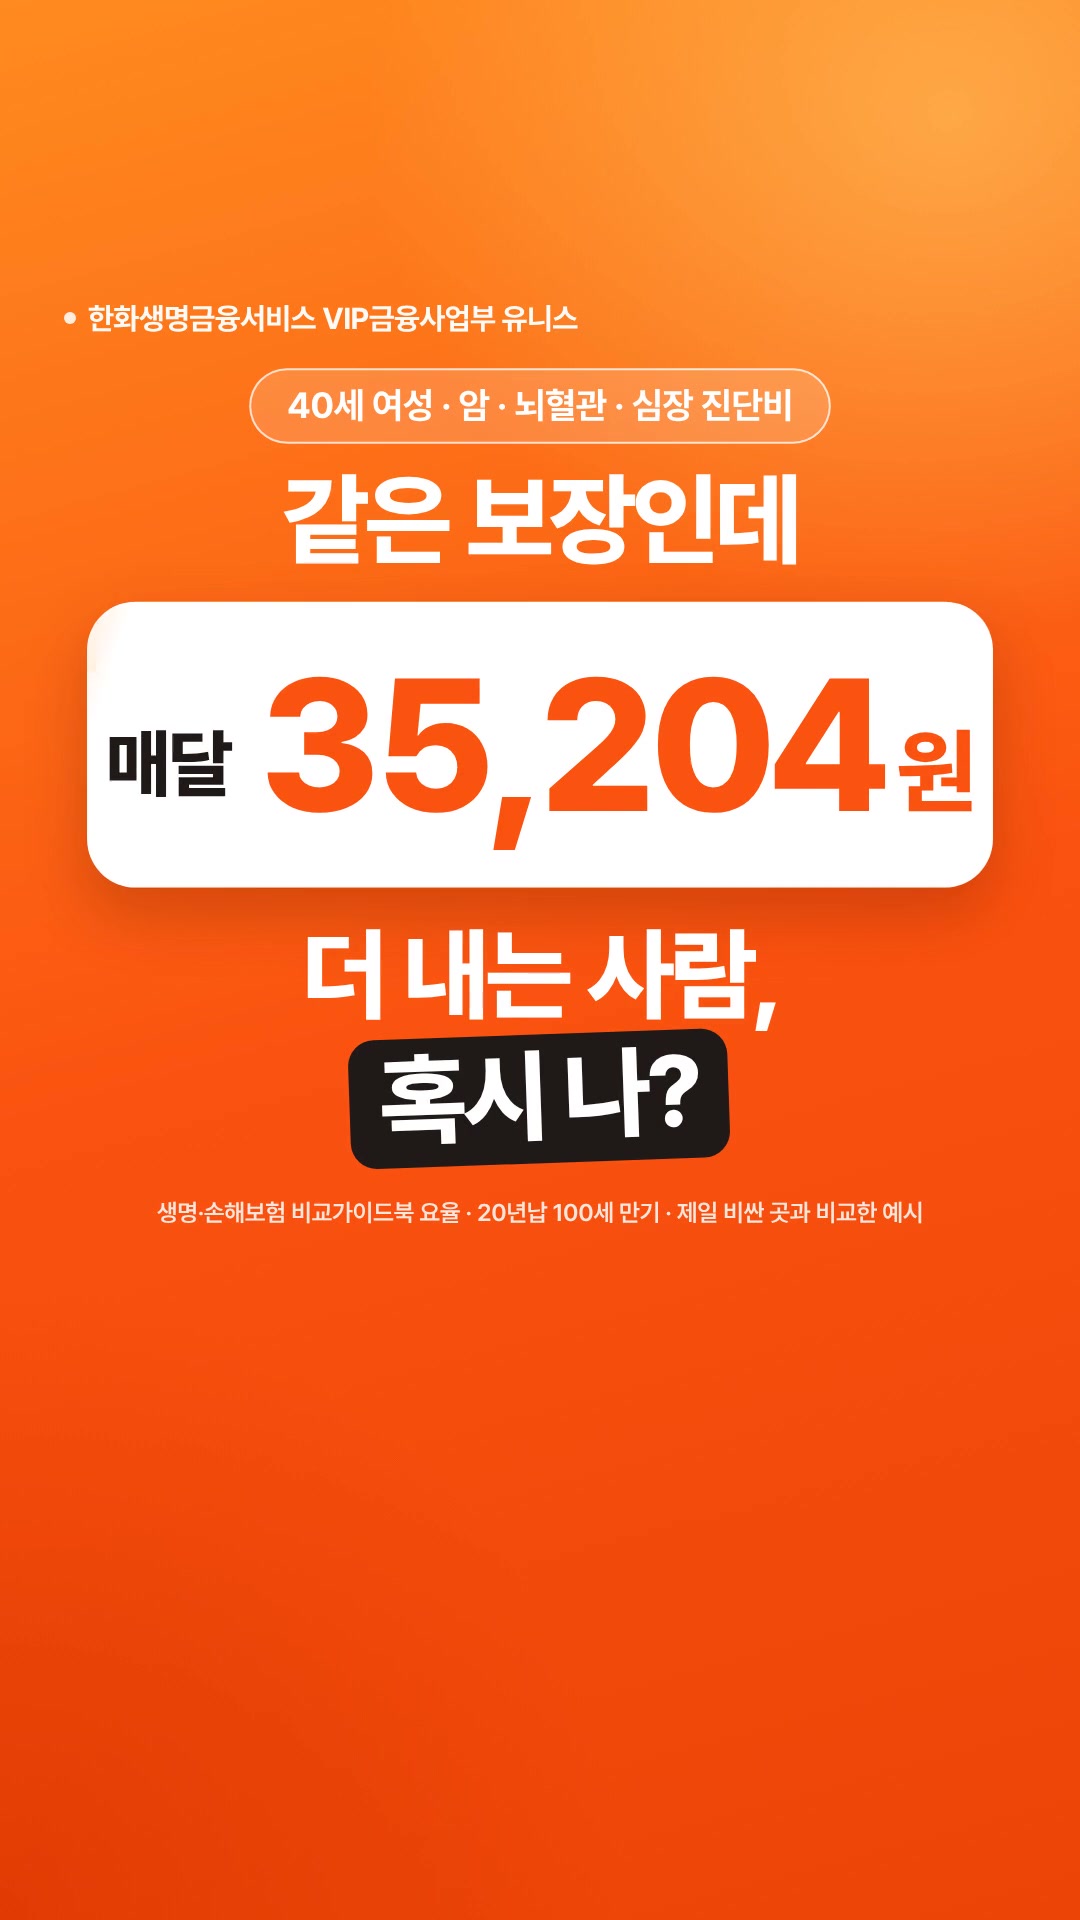 한화생명금융서비스 VIP금융사업부 유니스
40세 여성 · 암 · 뇌혈관 · 심장 진단비
같은 보장인데
매달 35,204원
더 내는 사람,
혹시 나?
생명·손해보험 비교가이드북 요율 · 20년납 100세 만기 · 제일 비싼 곳과 비교한 예시